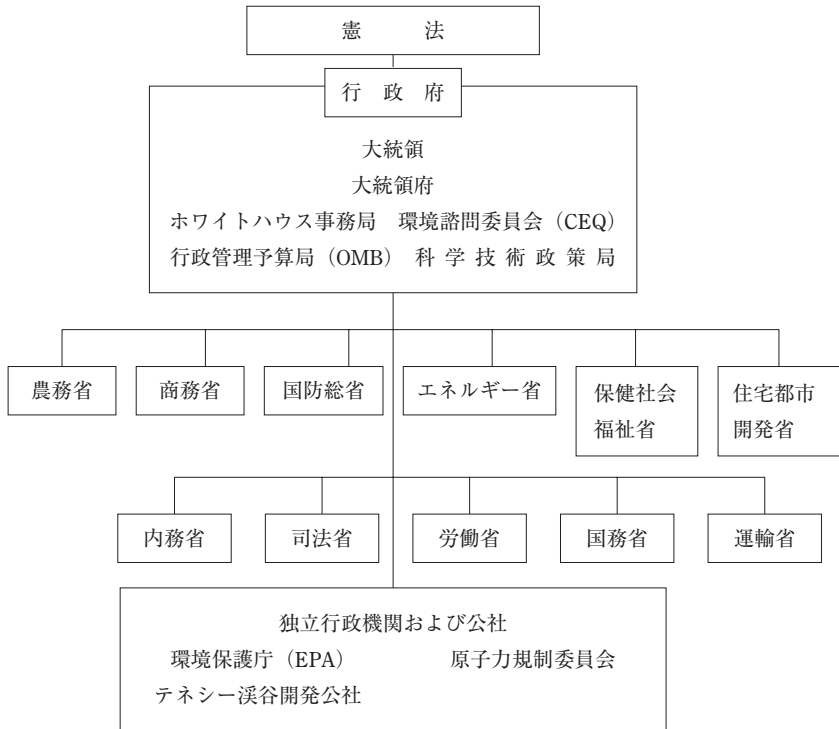 憲　　法
行　政　府
大統領
大統領府
ホワイトハウス事務局　環境諮問委員会（CEQ）
行政管理予算局（OMB）　科 学 技 術 政 策 局
農務省
商務省
国防総省
エネルギー省
保健社会
福祉省
住宅都市
開発省
内務省
司法省
労働省
国務省
運輸省
独立行政機関および公社
環境保護庁（EPA）　原子力規制委員会
テネシー渓谷開発公社